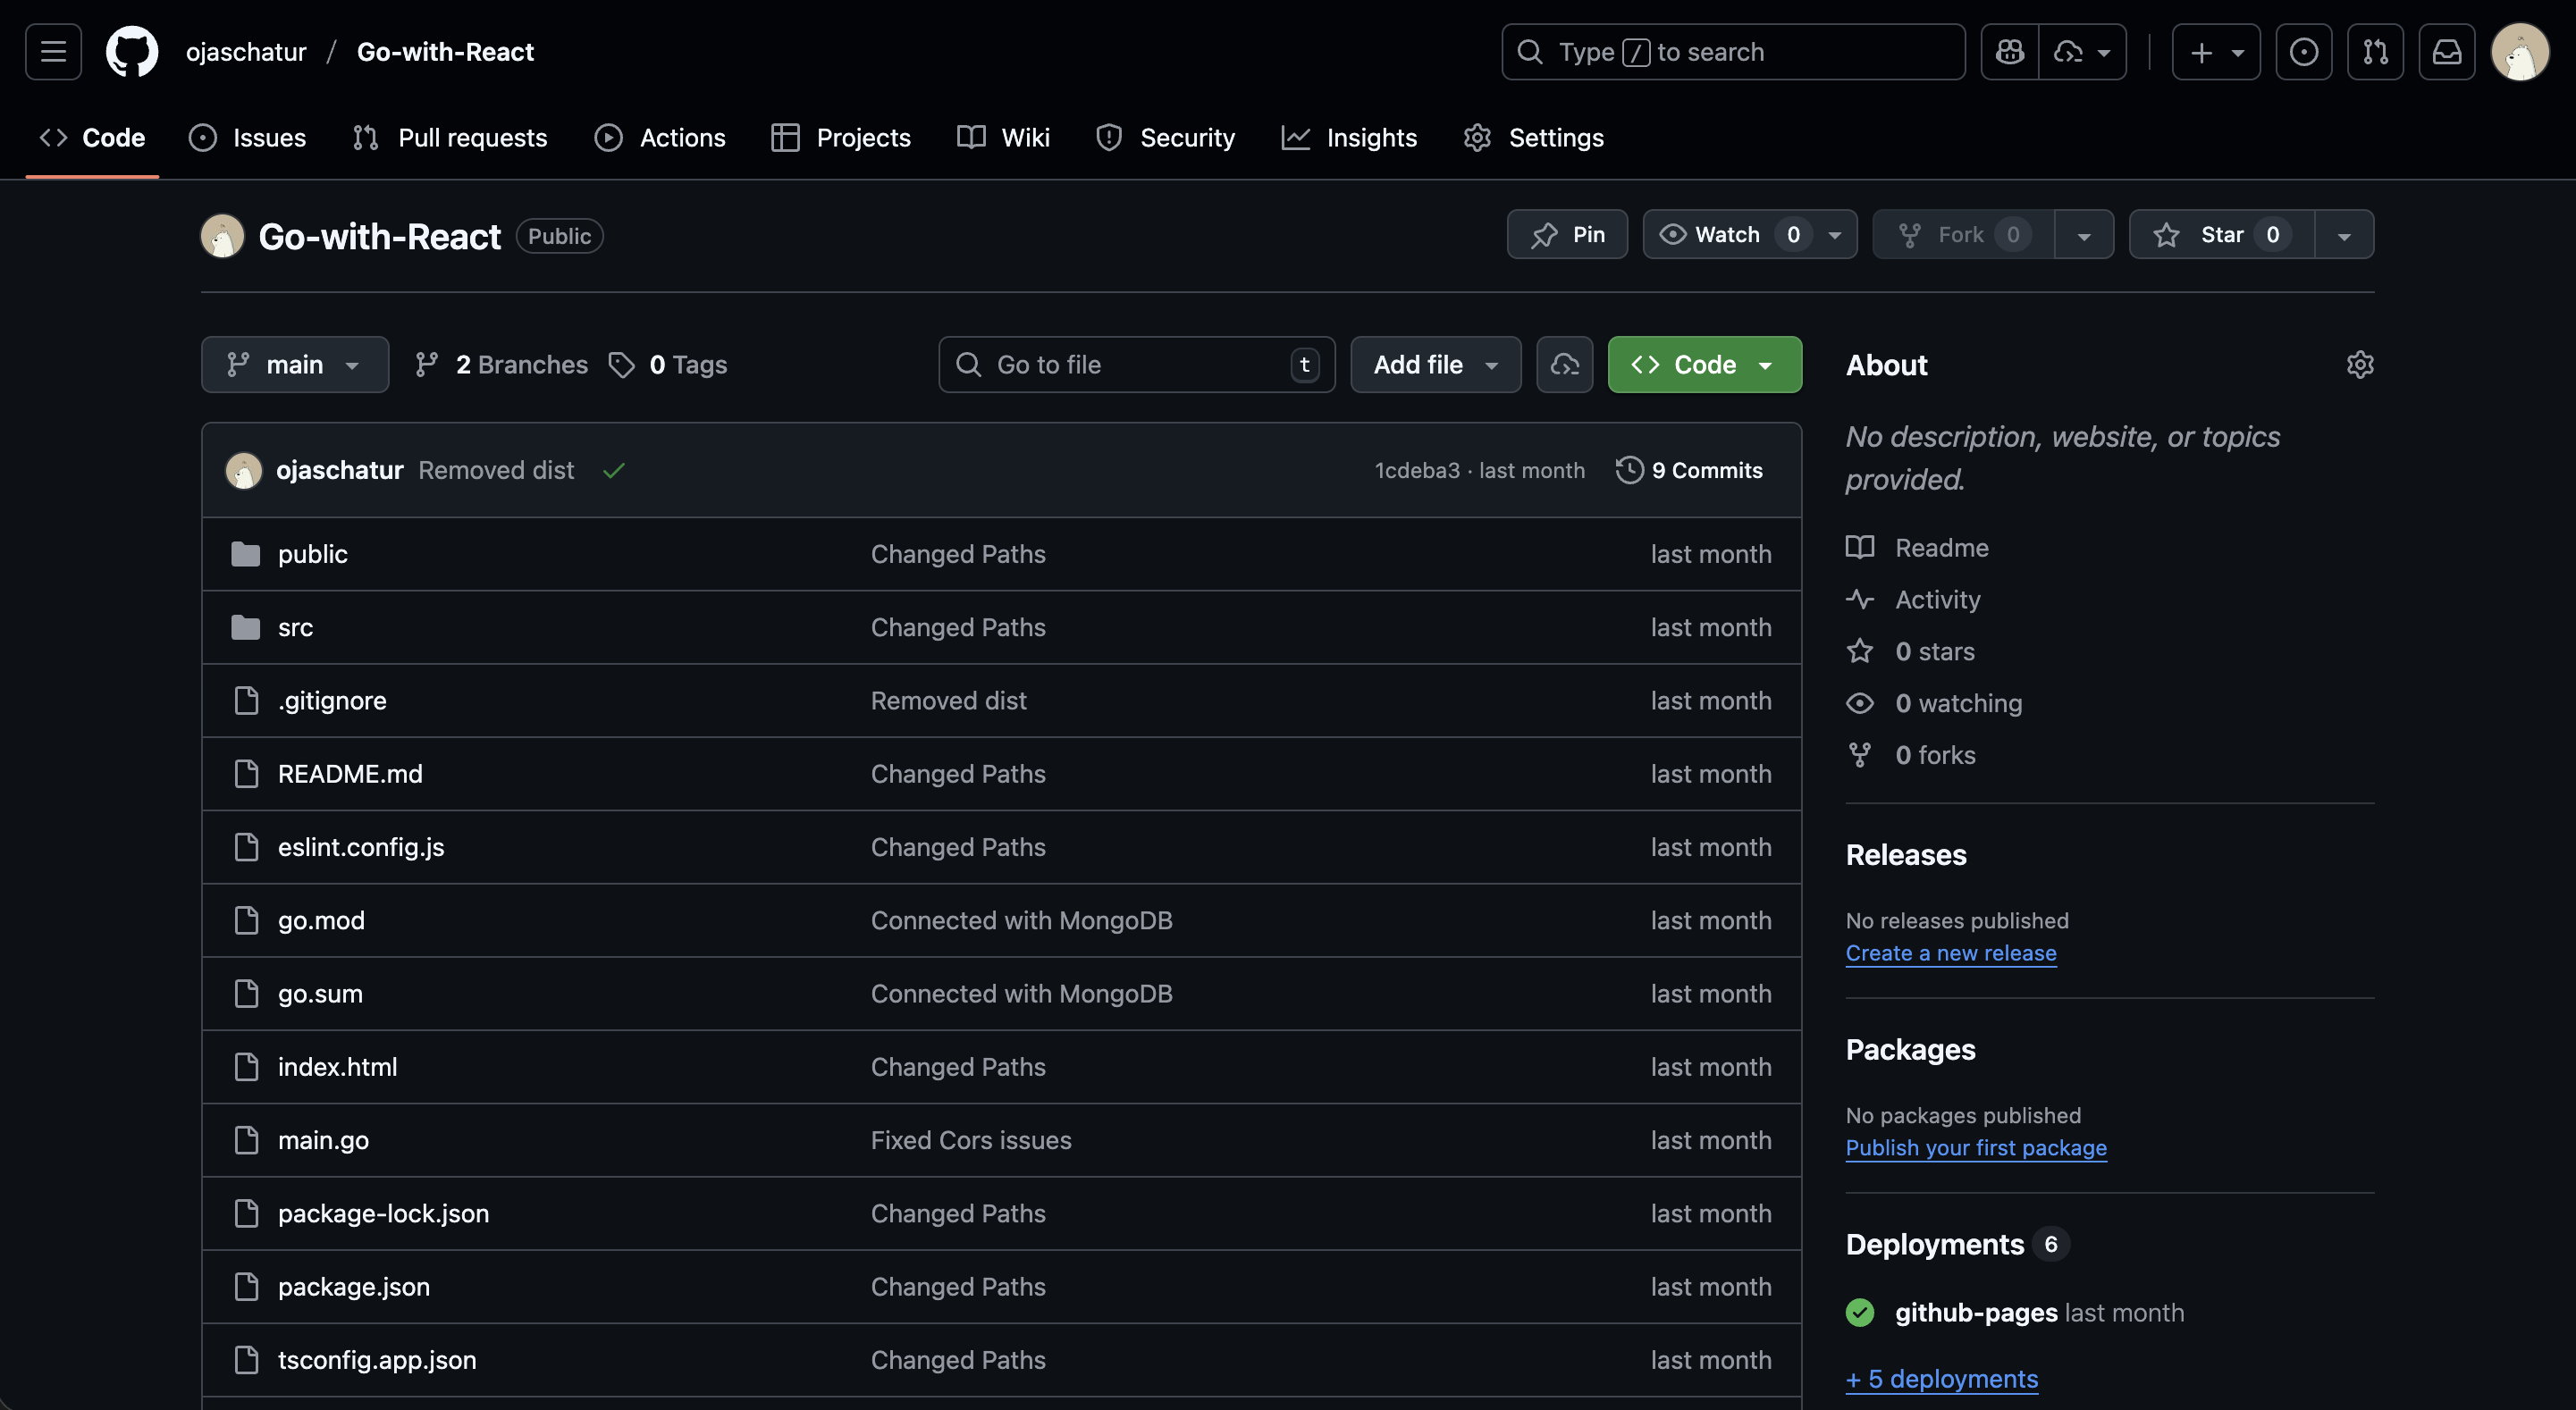 ojaschatur / Go-with-React
Type / to search
Code
Issues
Pull requests
Actions
Projects
Wiki
Security
Insights
Settings
Go-with-React Public
Pin
Watch 0
Fork 0
Star 0
main
2 Branches
0 Tags
Go to file t
Add file
Code
ojaschatur Removed dist
1cdeba3 · last month
9 Commits
public Changed Paths last month
src Changed Paths last month
.gitignore Removed dist last month
README.md Changed Paths last month
eslint.config.js Changed Paths last month
go.mod Connected with MongoDB last month
go.sum Connected with MongoDB last month
index.html Changed Paths last month
main.go Fixed Cors issues last month
package-lock.json Changed Paths last month
package.json Changed Paths last month
tsconfig.app.json Changed Paths last month
About
No description, website, or topics
provided.
Readme
Activity
0 stars
0 watching
0 forks
Releases
No releases published
Create a new release
Packages
No packages published
Publish your first package
Deployments 6
github-pages last month
+ 5 deployments